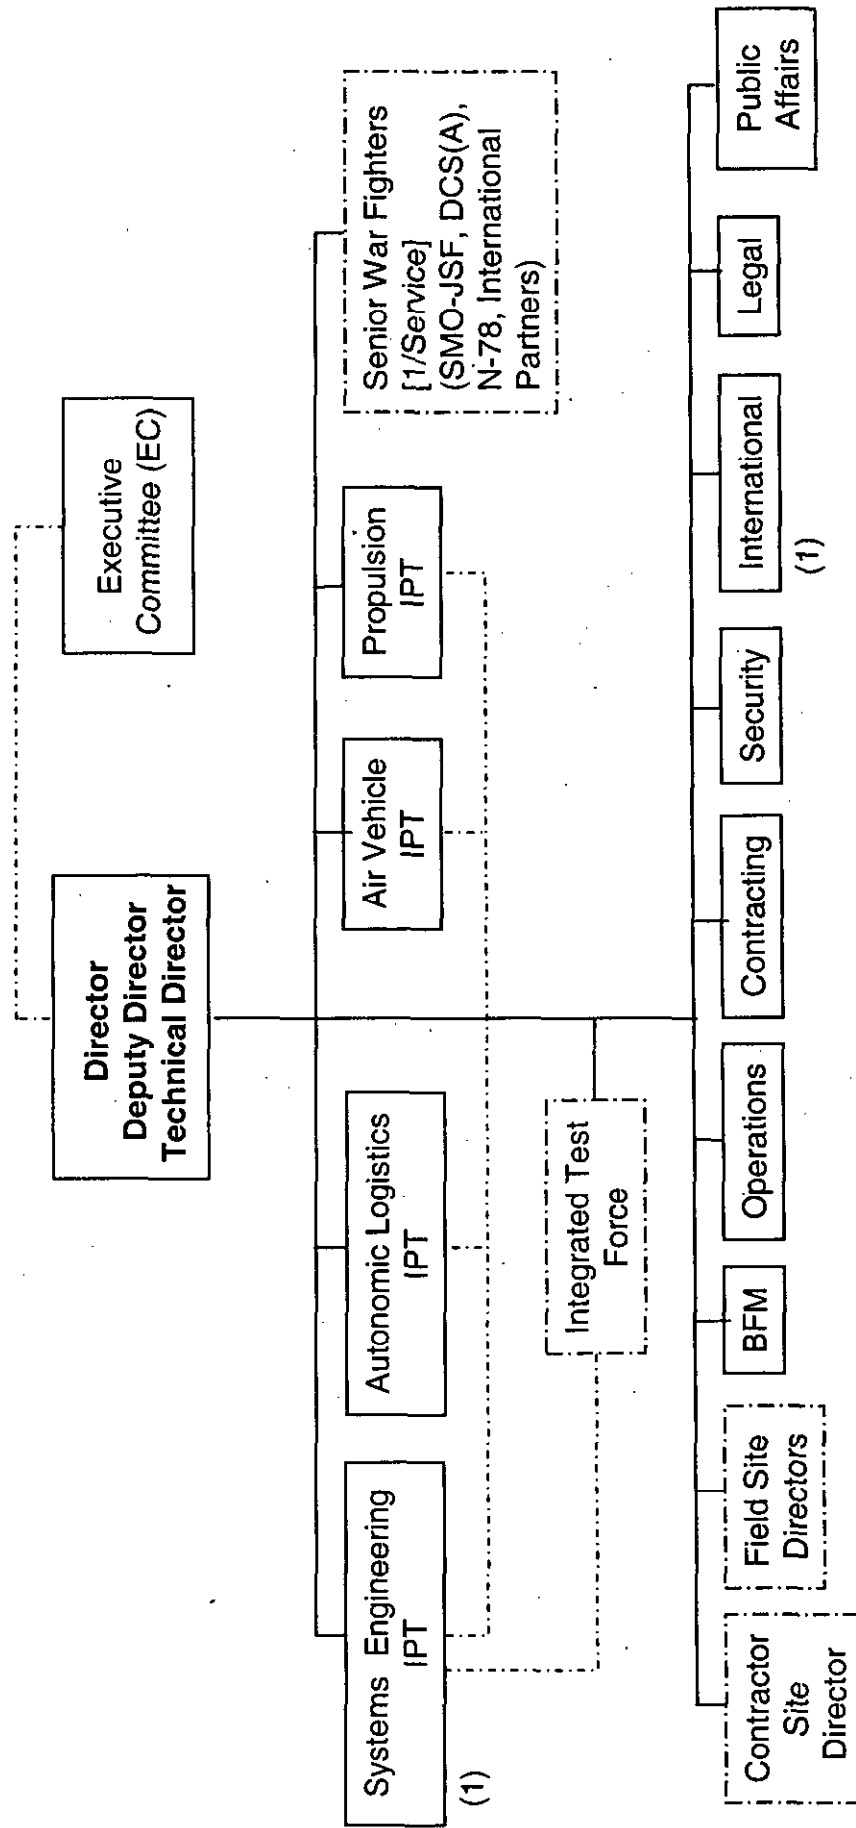 Director
Deputy Director
Technical Director
Executive
Committee (EC)
Systems Engineering
IPT
(1)
Autonomic Logistics
IPT
Air Vehicle
IPT
Propulsion
IPT
Senior War Fighters
[1/Service]
(SMO-JSF, DCS(A),
N-78, International
Partners)
Integrated Test
Force
Contractor
Site
Director
Field Site
Directors
BFM
Operations
Contracting
Security
International
(1)
Legal
Public
Affairs